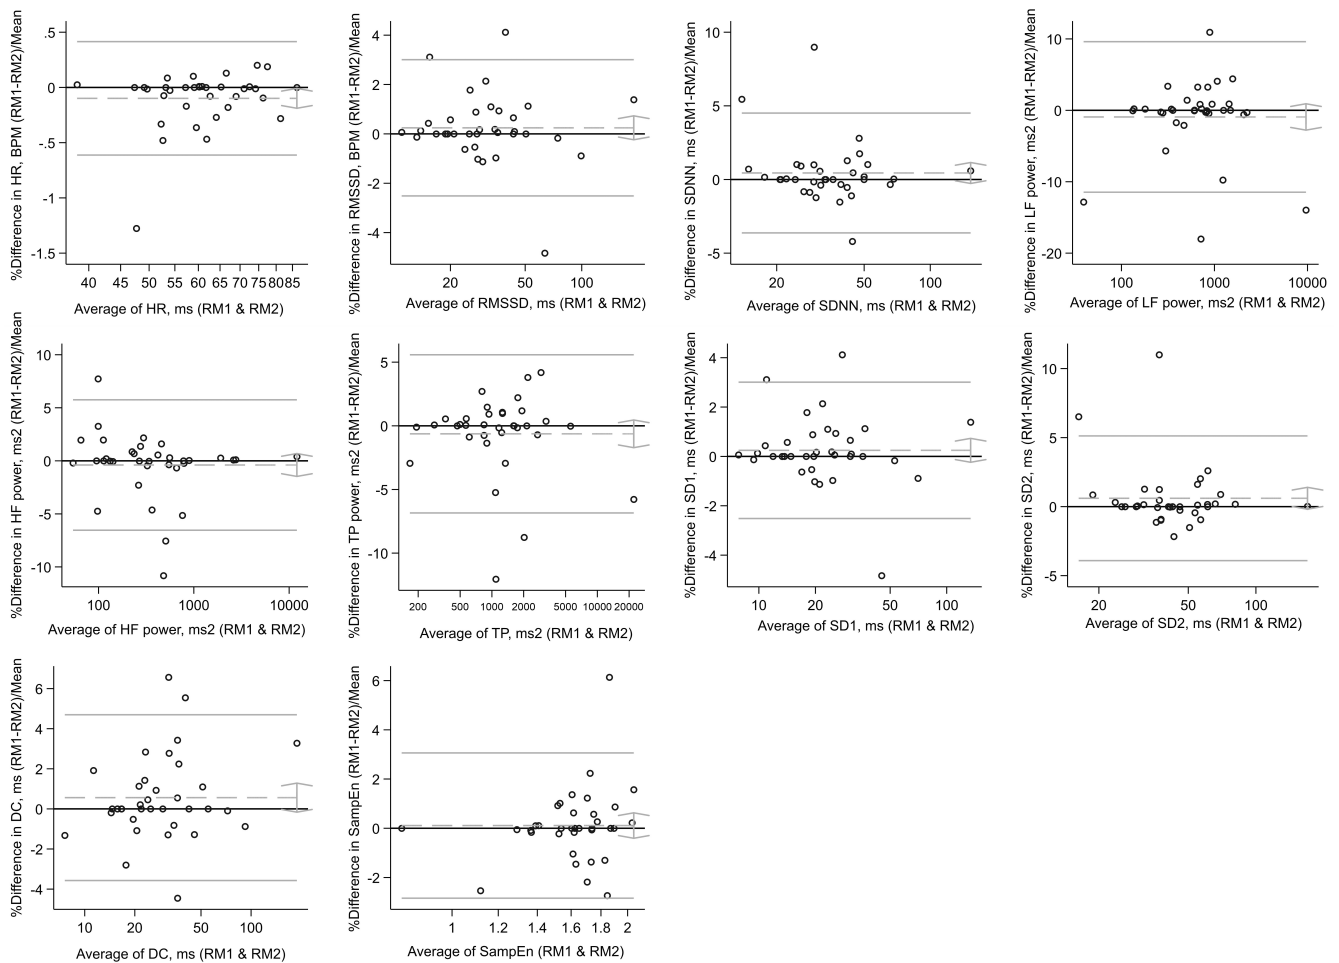 %Difference in HR, BPM (RM1-RM2)/Mean
.5
0
-.5
-1
-1.5
40 45 50 55 60 65 70 75 80 85
Average of HR, ms (RM1 & RM2)
%Difference in RMSSD, BPM (RM1-RM2)/Mean
4
2
0
-2
-4
20 50 100
Average of RMSSD, ms (RM1 & RM2)
%Difference in SDNN, ms (RM1-RM2)/Mean
10
5
0
-5
20 50 100
Average of SDNN, ms (RM1 & RM2)
%Difference in LF power, ms2 (RM1-RM2)/Mean
10
0
-10
-20
100 1000 10000
Average of LF power, ms2 (RM1 & RM2)
%Difference in HF power, ms2 (RM1-RM2)/Mean
10
5
0
-5
-10
100 1000 10000
Average of HF power, ms2 (RM1 & RM2)
%Difference in TP power, ms2 (RM1-RM2)/Mean
5
0
-5
-10
200 500 1000 2000 5000 10000 20000
Average of TP, ms2 (RM1 & RM2)
%Difference in SD1, ms (RM1-RM2)/Mean
4
2
0
-2
-4
10 20 50 100
Average of SD1, ms (RM1 & RM2)
%Difference in SD2, ms (RM1-RM2)/Mean
10
5
0
-5
20 50 100
Average of SD2, ms (RM1 & RM2)
%Difference in DC, ms (RM1-RM2)/Mean
6
4
2
0
-2
-4
10 20 50 100
Average of DC, ms (RM1 & RM2)
%Difference in SampEn (RM1-RM2)/Mean
6
4
2
0
-2
1 1.2 1.4 1.6 1.8 2
Average of SampEn (RM1 & RM2)